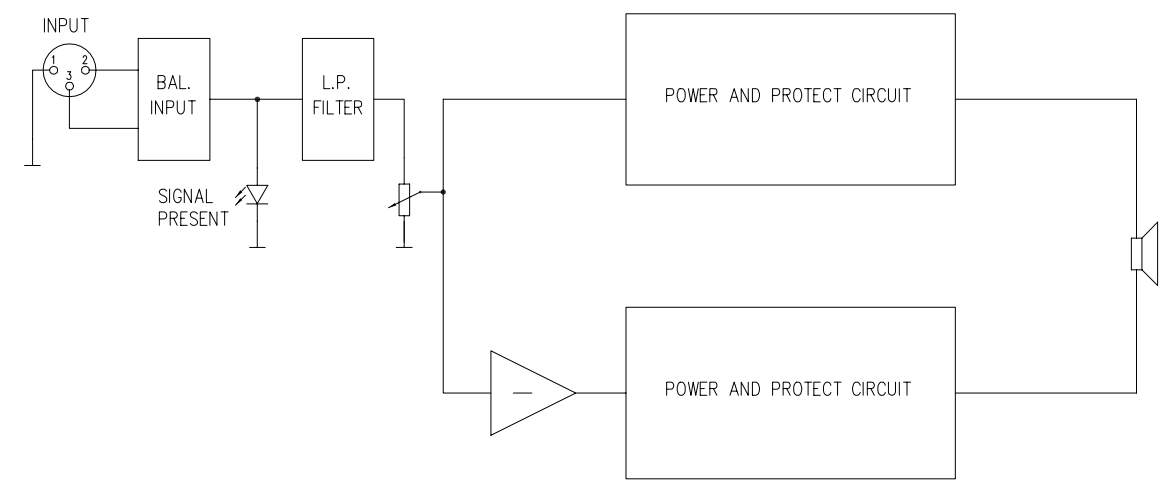 INPUT
1
2
3
BAL.
INPUT
L.P.
FILTER
SIGNAL
PRESENT
POWER AND PROTECT CIRCUIT
POWER AND PROTECT CIRCUIT